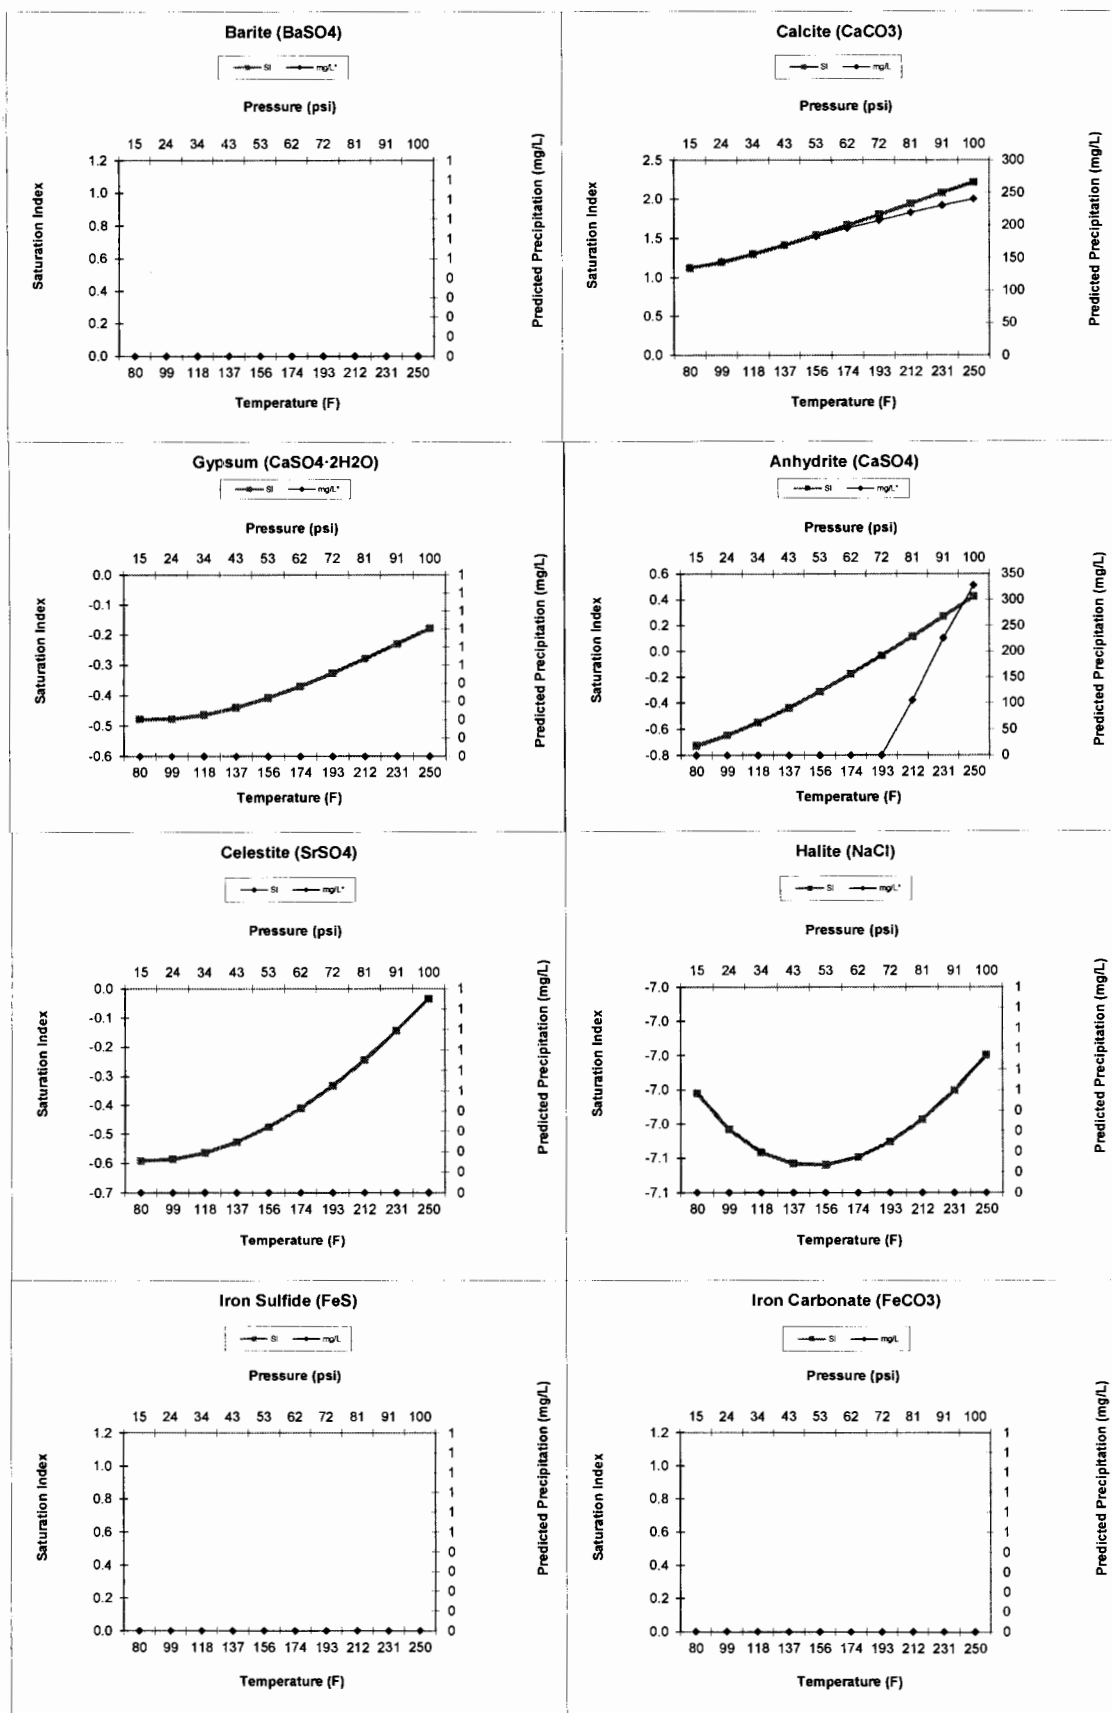 Barite (BaSO4)
SI mg/L*
Pressure (psi)
15 24 34 43 53 62 72 81 91 100
Saturation Index
1.2
1.0
0.8
0.6
0.4
0.2
0.0
1
1
1
1
1
1
0
0
0
0
0
Predicted Precipitation (mg/L)
80 99 118 137 156 174 193 212 231 250
Temperature (F)
Calcite (CaCO3)
SI mg/L
Pressure (psi)
15 24 34 43 53 62 72 81 91 100
Saturation Index
2.5
2.0
1.5
1.0
0.5
0.0
300
250
200
150
100
50
0
Predicted Precipitation (mg/L)
80 99 118 137 156 174 193 212 231 250
Temperature (F)
Gypsum (CaSO4·2H2O)
SI mg/L*
Pressure (psi)
15 24 34 43 53 62 72 81 91 100
Saturation Index
0.0
-0.1
-0.2
-0.3
-0.4
-0.5
-0.6
1
1
1
1
1
1
0
0
0
0
0
Predicted Precipitation (mg/L)
80 99 118 137 156 174 193 212 231 250
Temperature (F)
Anhydrite (CaSO4)
SI mg/L*
Pressure (psi)
15 24 34 43 53 62 72 81 91 100
Saturation Index
0.6
0.4
0.2
0.0
-0.2
-0.4
-0.6
-0.8
350
300
250
200
150
100
50
0
Predicted Precipitation (mg/L)
80 99 118 137 156 174 193 212 231 250
Temperature (F)
Celestite (SrSO4)
SI mg/L*
Pressure (psi)
15 24 34 43 53 62 72 81 91 100
Saturation Index
0.0
-0.1
-0.2
-0.3
-0.4
-0.5
-0.6
-0.7
1
1
1
1
1
1
0
0
0
0
0
Predicted Precipitation (mg/L)
80 99 118 137 156 174 193 212 231 250
Temperature (F)
Halite (NaCl)
SI mg/L*
Pressure (psi)
15 24 34 43 53 62 72 81 91 100
Saturation Index
-7.0
-7.0
-7.0
-7.0
-7.0
-7.1
-7.1
1
1
1
1
1
1
0
0
0
0
0
Predicted Precipitation (mg/L)
80 99 118 137 156 174 193 212 231 250
Temperature (F)
Iron Sulfide (FeS)
SI mg/L
Pressure (psi)
15 24 34 43 53 62 72 81 91 100
Saturation Index
1.2
1.0
0.8
0.6
0.4
0.2
0.0
1
1
1
1
1
1
0
0
0
0
0
Predicted Precipitation (mg/L)
80 99 118 137 156 174 193 212 231 250
Temperature (F)
Iron Carbonate (FeCO3)
SI mg/L
Pressure (psi)
15 24 34 43 53 62 72 81 91 100
Saturation Index
1.2
1.0
0.8
0.6
0.4
0.2
0.0
1
1
1
1
1
1
0
0
0
0
0
Predicted Precipitation (mg/L)
80 99 118 137 156 174 193 212 231 250
Temperature (F)